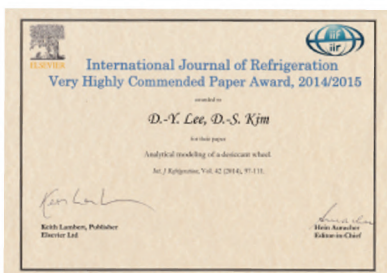 ELSEVIER
iif
iir
International Journal of Refrigeration
Very Highly Commended Paper Award, 2014/2015
awarded to
D.-Y. Lee, D.-S. Kim
for their paper
Analytical modeling of a desiccant wheel
Int. J Refrigeration, Vol. 42 (2014), 97-111.
Keith Lambert, Publisher
Elsevier Ltd
Hein Auracher
Editor-in-Chief